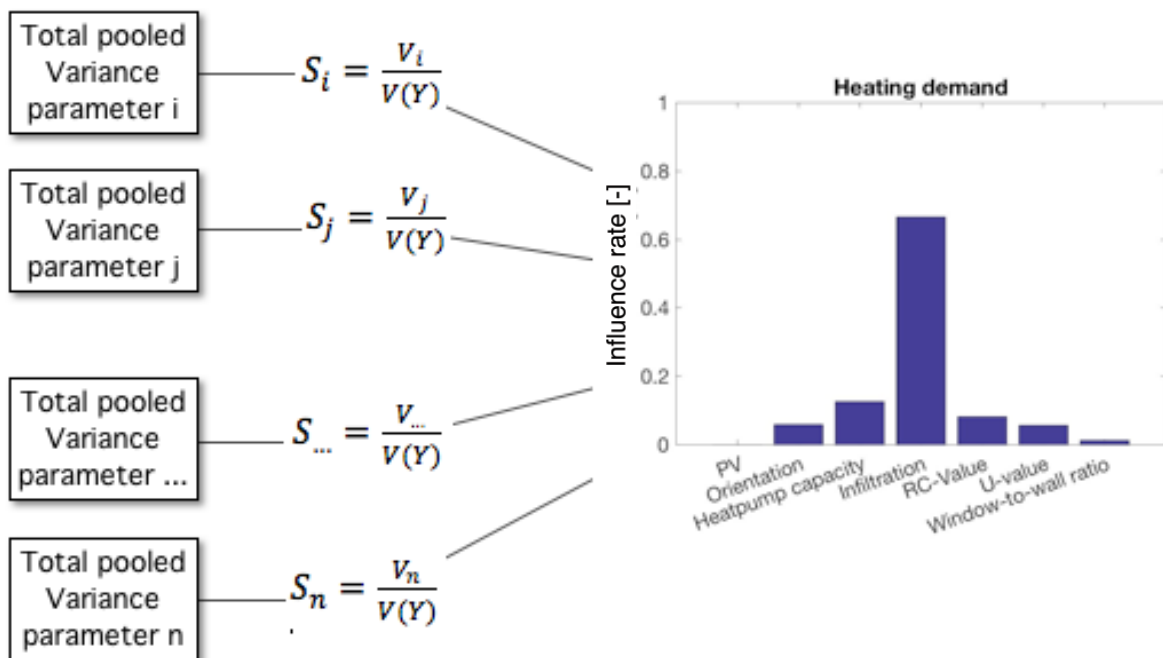 Total pooled
Variance
parameter i
S_i = V_i / V(Y)
Total pooled
Variance
parameter j
S_j = V_j / V(Y)
Total pooled
Variance
parameter ...
S_... = V_... / V(Y)
Total pooled
Variance
parameter n
S_n = V_n / V(Y)
.
Heating demand
Influence rate [-]
1
0.8
0.6
0.4
0.2
0
PV
Orientation
Heatpump capacity
Infiltration
RC-Value
U-value
Window-to-wall ratio